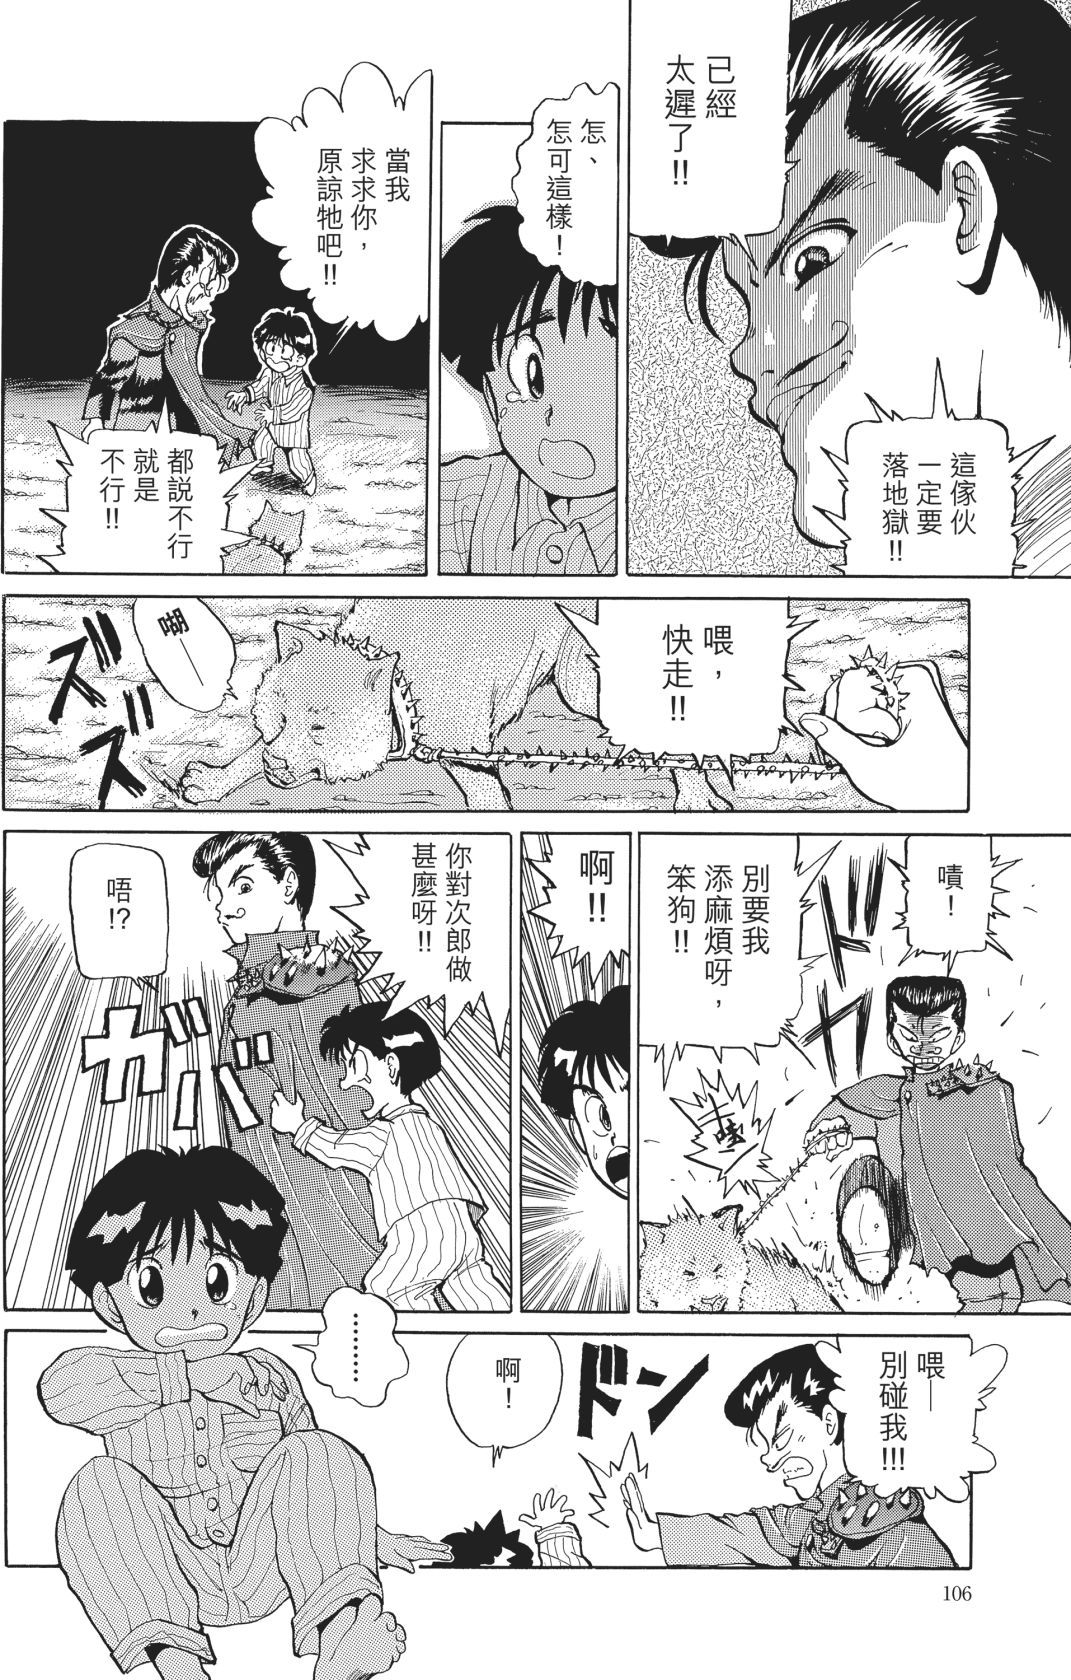 已經
太遲了!!
這傢伙
一定要
落地獄!!
怎、
怎可這樣！
當我
求求你，
原諒牠吧!!
都說不行
就是
不行!!
喂，
快走!!
嗍—
ズズズ
嘖！
ドカ
別要我
添麻煩呀，
笨狗!!
嘩
啊!!
你對次郎做
甚麼呀!!
ガバ
唔!?
喂—
別碰我!!!
ドン
啊！
………
106